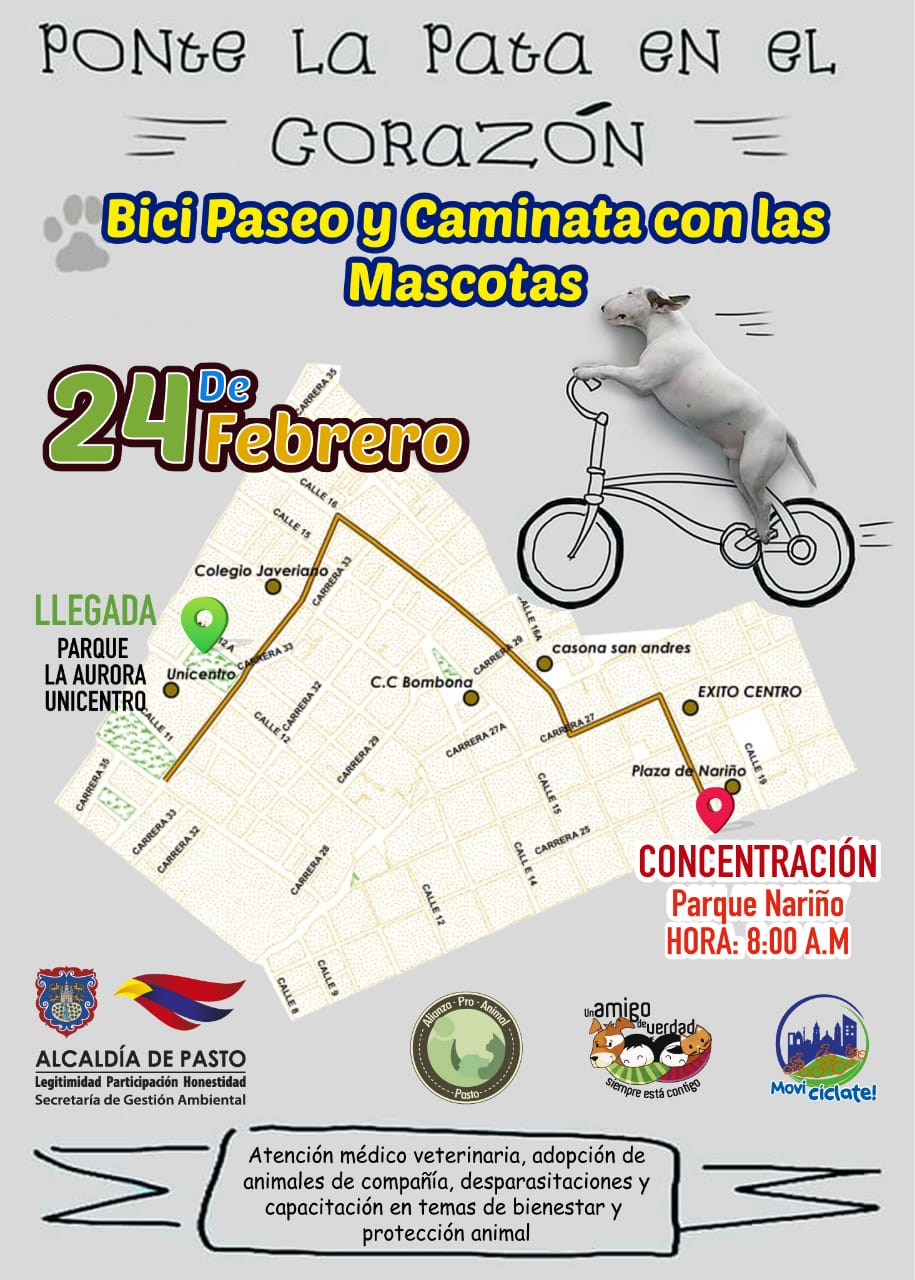 PONte La Pata EN EL
GORAZÓN
Bici Paseo y Caminata con las
Mascotas
24 De
Febrero
CARRERA 35
CALLE 16
CALLE 15
Colegio Javeriano
CARRERA 33
LLEGADA
PARQUE
LA AURORA
UNICENTRO
12 A
CARRERA 33
Unicentro
CALLE 11
CALLE 12
CARRERA 32
C.C Bombona
CARRERA 29
CARRERA 29
CALLE 16A
casona san andres
EXITO CENTRO
CARRERA 27
CARRERA 27A
Plaza de Nariño
CALLE 19
CARRERA 35
CARRERA 33
CARRERA 32
CALLE 15
CARRERA 25
CALLE 14
CARRERA 28
CALLE 12
CALLE 8
CALLE 9
CONCENTRACIÓN
Parque Nariño
HORA: 8:00 A.M
ALCALDÍA DE PASTO
Legitimidad Participación Honestidad
Secretaría de Gestión Ambiental
Alianza - Pro - Animal
- Pasto -
un amigo
de verdad
siempre está contigo
Movi cíclate!
Atención médico veterinaria, adopción de
animales de compañía, desparasitaciones y
capacitación en temas de bienestar y
protección animal